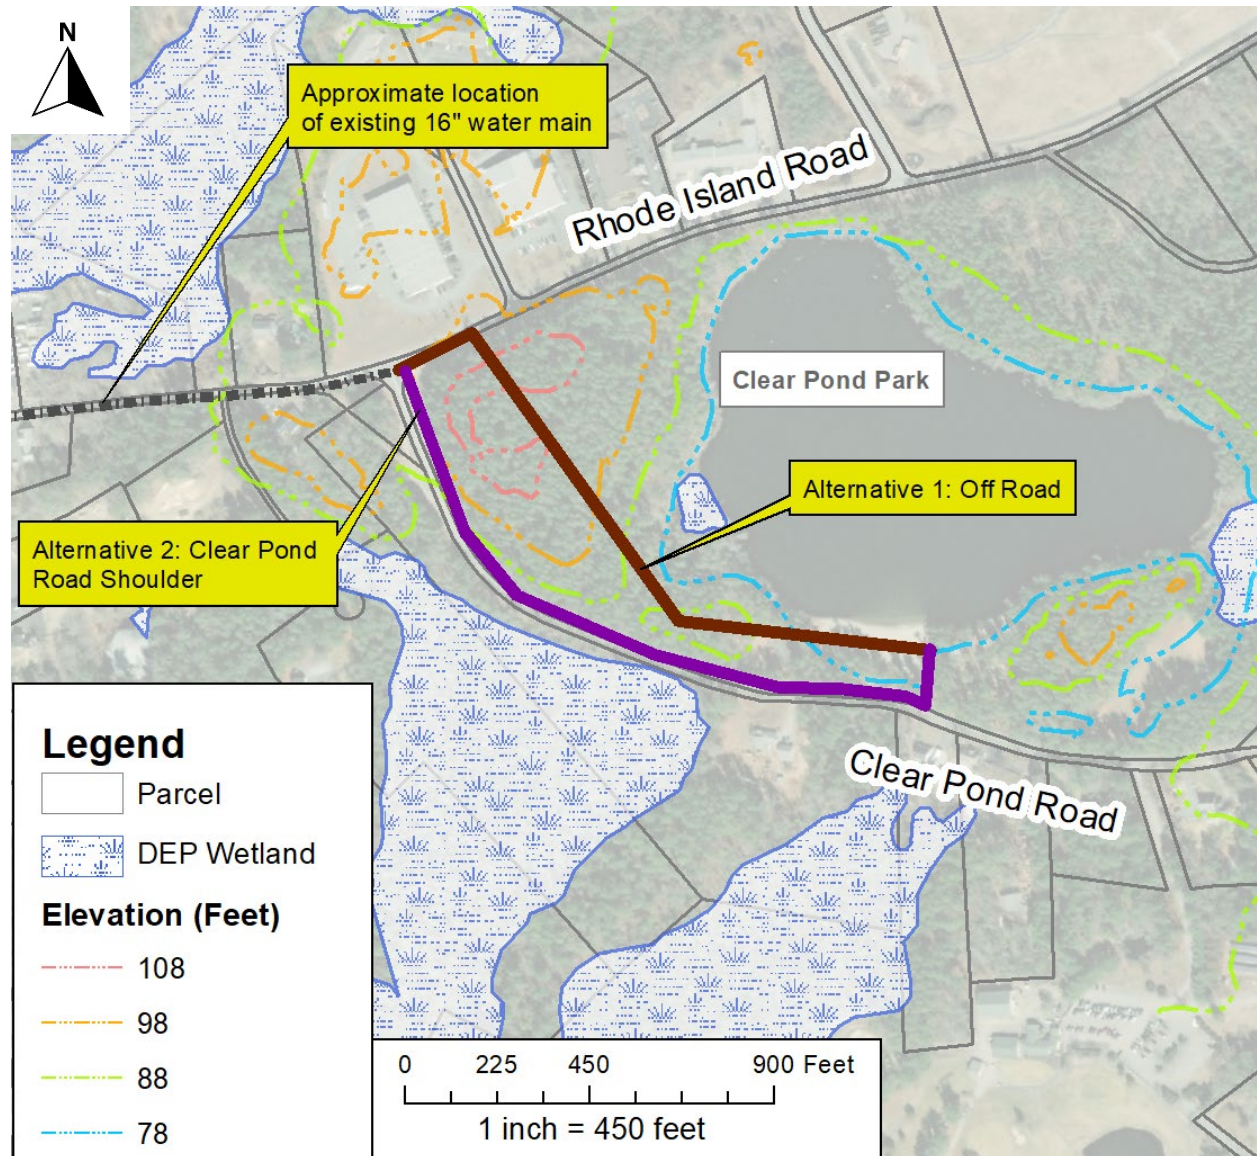 N
Approximate location
of existing 16" water main
Rhode Island Road
Clear Pond Park
Alternative 1: Off Road
Alternative 2: Clear Pond
Road Shoulder
Clear Pond Road
Legend
Parcel
DEP Wetland
Elevation (Feet)
108
98
88
78
0 225 450 900 Feet
1 inch = 450 feet